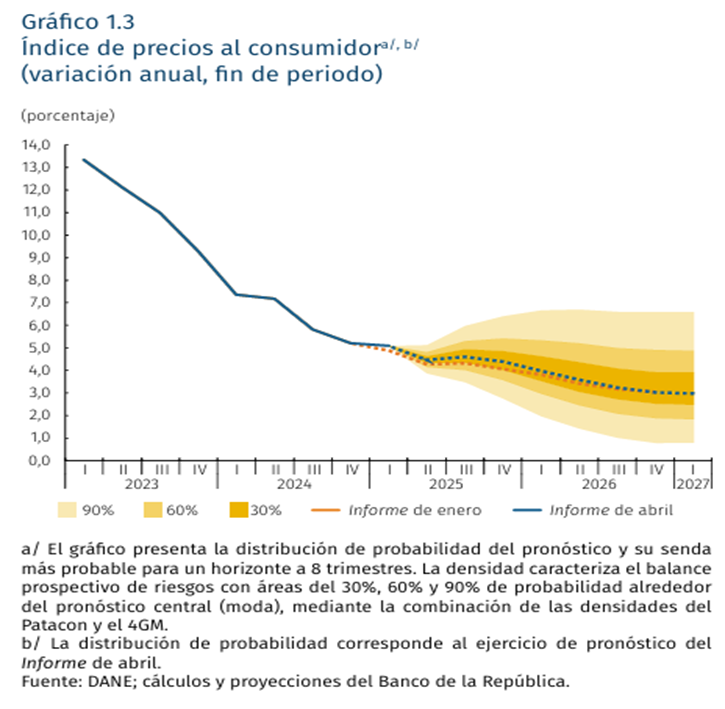 Gráfico 1.3
Índice de precios al consumidorᵃ/, ᵇ/
(variación anual, fin de periodo)
(porcentaje)
14,0
13,0
12,0
11,0
10,0
9,0
8,0
7,0
6,0
5,0
4,0
3,0
2,0
1,0
0,0
I II III IV I II III IV I II III IV I II III IV I
2023 2024 2025 2026 2027
90% 60% 30% Informe de enero Informe de abril
a/ El gráfico presenta la distribución de probabilidad del pronóstico y su senda
más probable para un horizonte a 8 trimestres. La densidad caracteriza el balance
prospectivo de riesgos con áreas del 30%, 60% y 90% de probabilidad alrededor
del pronóstico central (moda), mediante la combinación de las densidades del
Patacon y el 4GM.
b/ La distribución de probabilidad corresponde al ejercicio de pronóstico del
Informe de abril.
Fuente: DANE; cálculos y proyecciones del Banco de la República.